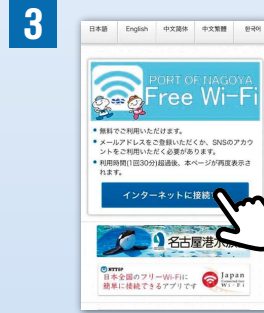 3
日本語 English 中文简体 中文繁體 한국어
PORT OF NAGOYA
Free Wi-Fi
• 無料でご利用いただけます。
• メールアドレスをご登録いただくか、SNSのアカウ
ントをご利用いただく必要があります。
• 利用時間(1回30分)超過後、本ページが再度表示さ
れます。
インターネットに接続
名古屋港水族
日本全国のフリーWi-Fiに
簡単に接続できるアプリです
Japan
Connected
Wi-Fi